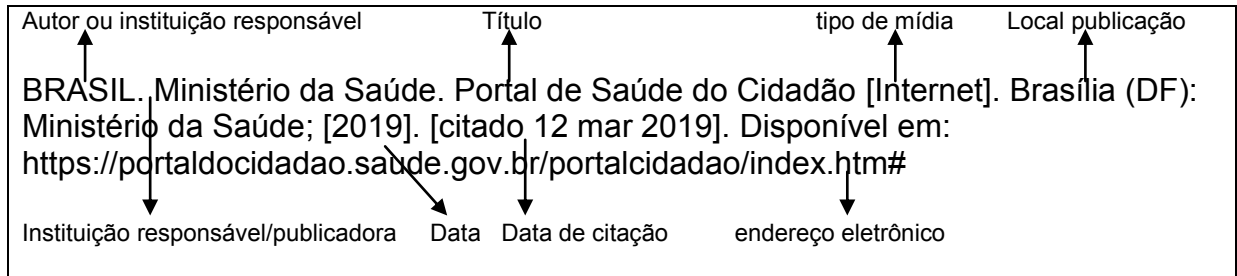 Autor ou instituição responsável Título tipo de mídia Local publicação
BRASIL. Ministério da Saúde. Portal de Saúde do Cidadão [Internet]. Brasília (DF):
Ministério da Saúde; [2019]. [citado 12 mar 2019]. Disponível em:
https://portaldocidadao.saude.gov.br/portalcidadao/index.htm#
Instituição responsável/publicadora Data Data de citação endereço eletrônico